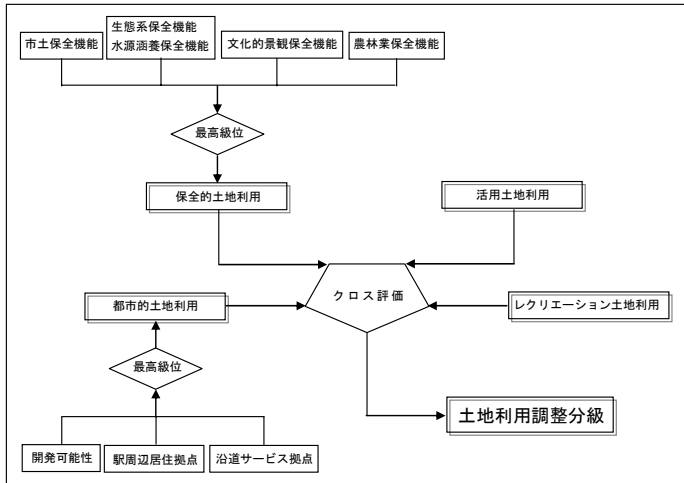 市土保全機能
生態系保全機能
水源涵養保全機能
文化的景観保全機能
農林業保全機能
最高級位
保全的土地利用
活用土地利用
クロス評価
都市的土地利用
レクリエーション土地利用
最高級位
土地利用調整分級
開発可能性
駅周辺居住拠点
沿道サービス拠点